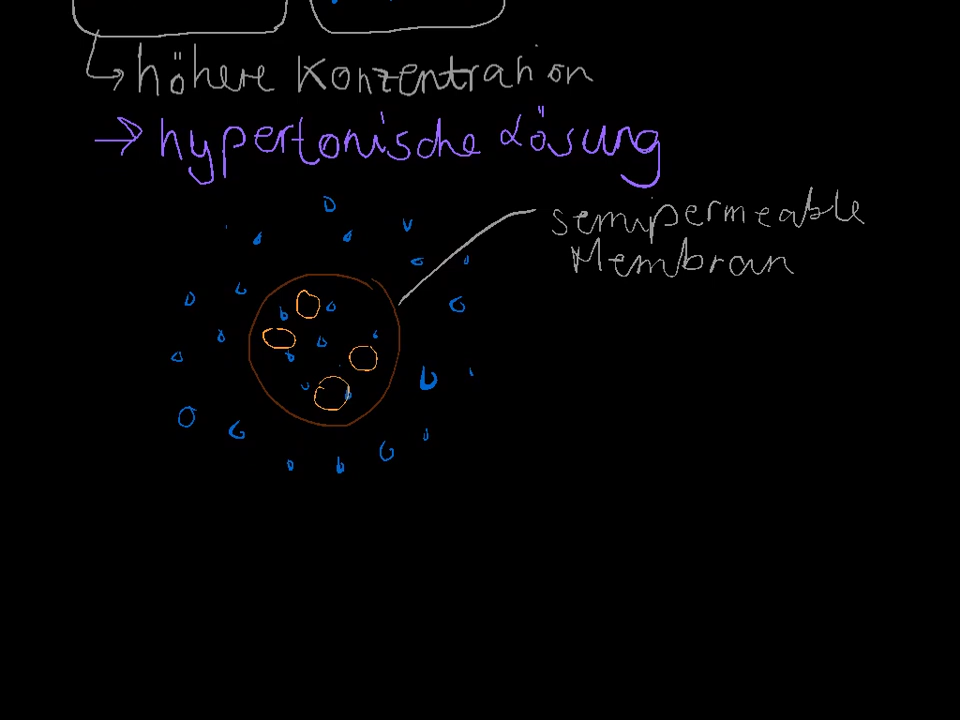 höhere Konzentration
→ hypertonische Lösung
semipermeable
Membran